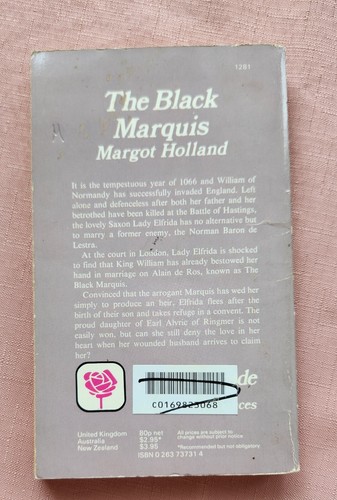 1281
The Black
Marquis
Margot Holland
It is the tempestuous year of 1066 and William of
Normandy has successfully invaded England. Left
alone and defenceless after both her father and her
betrothed have been killed at the Battle of Hastings,
the lovely Saxon Lady Elfrida has no alternative but
to marry a former enemy, the Norman Baron de
Lestra.
At the court in London, Lady Elfrida is shocked
to find that King William has already bestowed her
hand in marriage on Alain de Ros, known as The
Black Marquis.
Convinced that the arrogant Marquis has wed her
simply to produce an heir, Elfrida flees after the
birth of their son and takes refuge in a convent. The
proud daughter of Earl Alvric of Ringmer is not
easily won, but can she still deny the love in her
heart when her wounded husband arrives to claim
her?
de
C0169825068
ces
United Kingdom 80p net
Australia $2.95*
New Zealand $3.95
All prices are subject to
change without prior notice
*Recommended but not obligatory
ISBN 0 263 73731 4